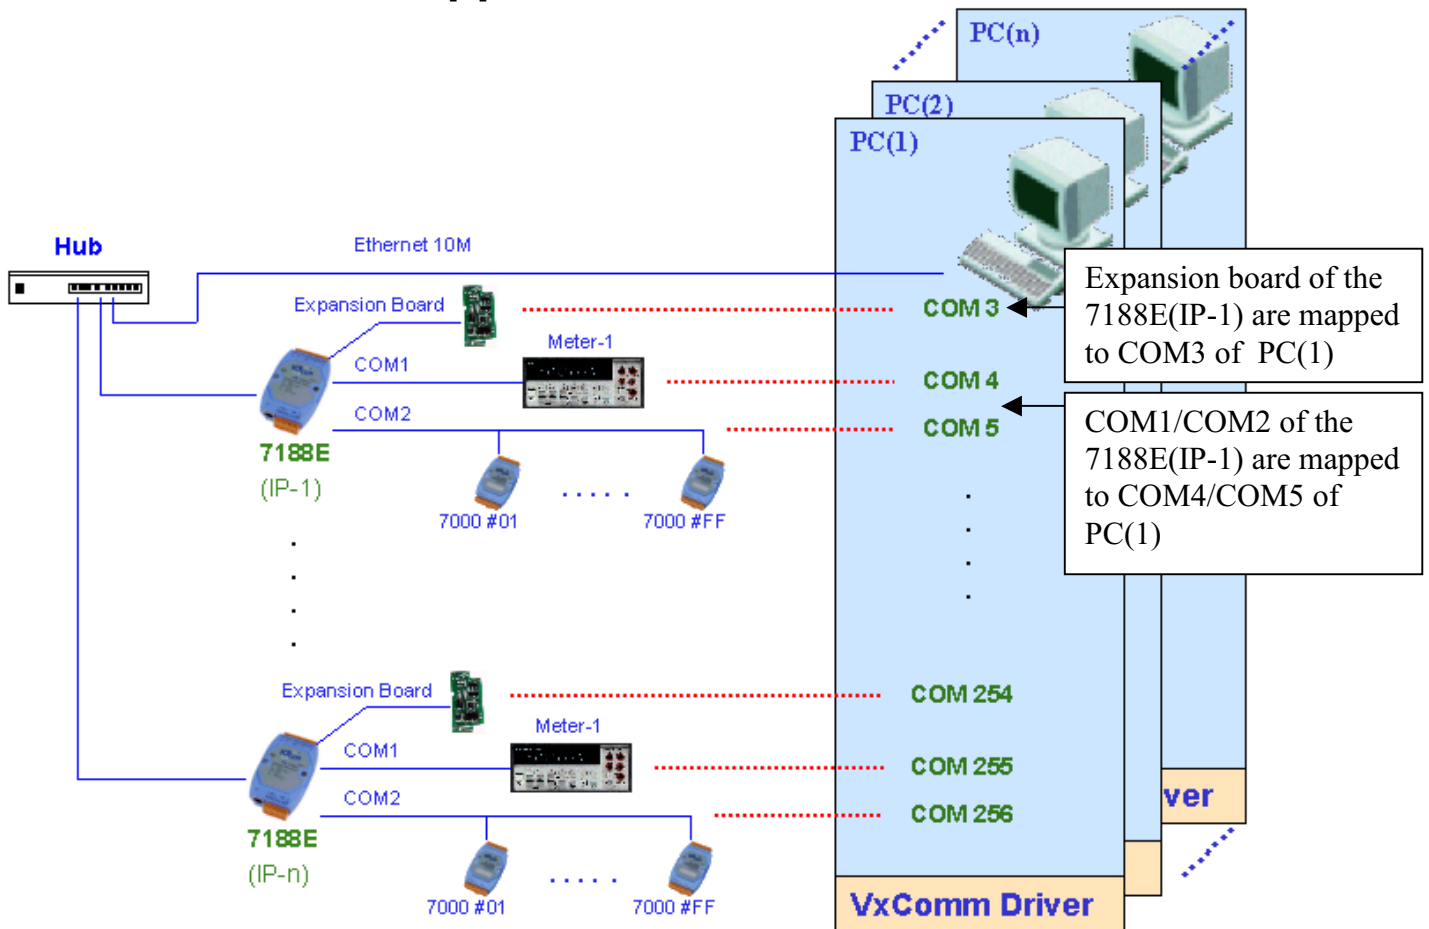 PC(n)
PC(2)
PC(1)
Hub
Ethernet 10M
Expansion Board
COM 3
Expansion board of the
7188E(IP-1) are mapped
to COM3 of PC(1)
Meter-1
COM1
COM 4
COM2
COM 5
COM1/COM2 of the
7188E(IP-1) are mapped
to COM4/COM5 of
PC(1)
7188E
(IP-1)
. . . . .
7000 #01
7000 #FF
Expansion Board
COM 254
Meter-1
COM1
COM 255
COM2
COM 256
ver
7188E
(IP-n)
. . . . .
7000 #01
7000 #FF
VxComm Driver